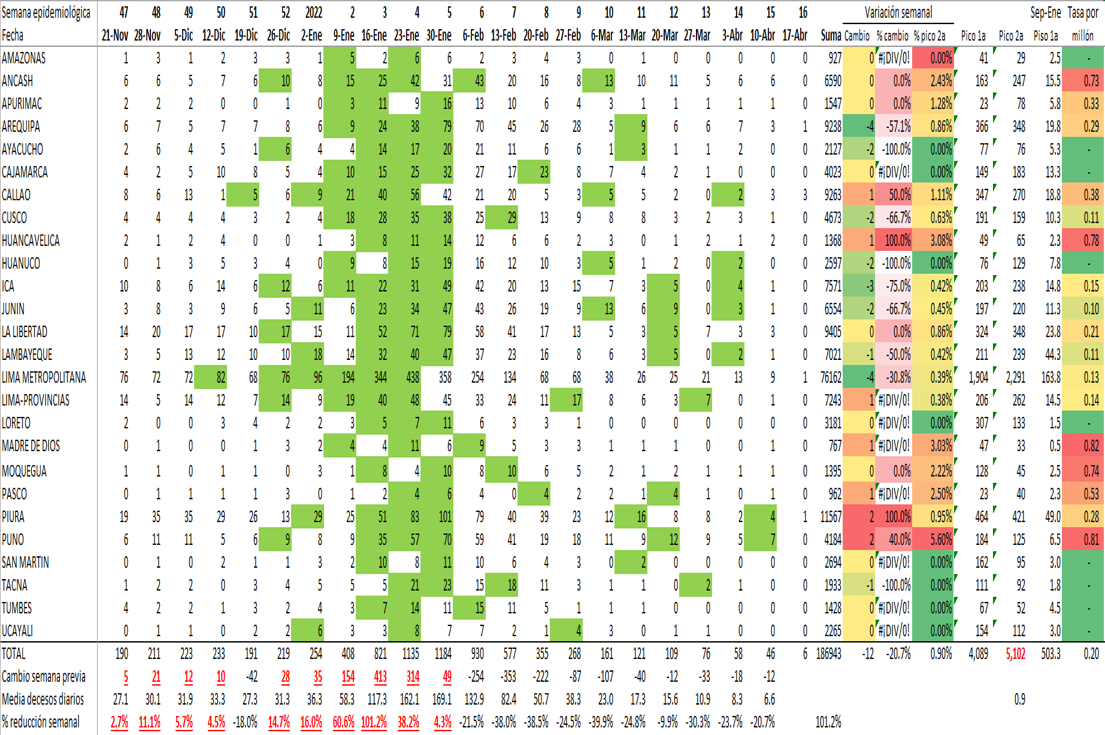 Semana epidemiológica 47 48 49 50 51 52 2022 2 3 4 5 6 7 8 9 10 11 12 13 14 15 16 Variación semanal Sep-Ene Tasa por
Fecha 21-Nov 28-Nov 5-Dic 12-Dic 19-Dic 26-Dic 2-Ene 9-Ene 16-Ene 23-Ene 30-Ene 6-Feb 13-Feb 20-Feb 27-Feb 6-Mar 13-Mar 20-Mar 27-Mar 3-Abr 10-Abr 17-Abr Suma Cambio % cambio % pico 2a Pico 1a Pico 2a Piso 1a millón
AMAZONAS 1 3 1 2 3 3 1 5 2 6 6 2 3 4 3 0 1 0 0 0 0 927 0 #¡DIV/0! 0.00% 41 29 2.5 -
ANCASH 6 6 5 7 6 10 8 15 25 42 31 43 20 16 8 13 10 11 5 6 6 6590 0 0.0% 2.43% 163 247 15.5 0.73
APURIMAC 2 2 2 0 0 1 0 3 11 9 16 13 10 6 4 3 1 1 1 1 1 1547 0 0.0% 1.28% 23 78 5.8 0.33
AREQUIPA 6 7 5 7 7 8 6 9 24 38 79 70 45 26 28 5 9 6 6 7 3 1 9238 -4 -57.1% 0.86% 366 348 19.8 0.29
AYACUCHO 2 6 4 5 1 6 4 4 14 17 20 21 11 6 6 1 3 1 1 2 0 2127 -2 -100.0% 0.00% 77 76 5.3 -
CAJAMARCA 4 2 5 10 8 5 4 10 15 25 32 27 17 23 8 7 4 2 1 0 0 4023 0 #¡DIV/0! 0.00% 149 183 13.3 -
CALLAO 8 6 13 1 5 6 9 21 40 56 42 21 20 5 3 5 4 2 0 2 3 3 9263 1 50.0% 1.11% 347 270 18.8 0.38
CUSCO 4 4 4 4 3 2 4 18 28 35 38 25 29 13 9 8 8 3 2 3 1 0 4673 -2 -66.7% 0.63% 191 159 10.3 0.11
HUANCAVELICA 2 1 2 4 0 0 1 3 8 11 14 12 6 6 2 3 0 1 2 1 2 0 1368 1 100.0% 3.08% 49 65 2.3 0.78
HUANUCO 0 1 3 5 3 4 0 9 8 15 19 16 12 10 3 5 1 2 0 2 0 2597 -2 -100.0% 0.00% 76 129 7.8 -
ICA 10 8 6 14 6 12 6 11 22 31 49 20 20 13 15 7 3 5 0 4 1 7571 -3 -75.0% 0.42% 203 238 14.8 0.15
JUNIN 3 8 3 9 6 5 11 6 23 34 47 43 26 19 9 13 6 9 0 3 1 6554 -2 -66.7% 0.45% 197 220 11.3 0.10
LA LIBERTAD 14 20 17 17 10 17 15 11 52 71 79 58 41 17 13 5 3 5 7 3 3 9405 0 0.0% 0.86% 324 348 23.8 0.21
LAMBAYEQUE 3 5 13 12 10 10 18 14 32 40 47 37 23 16 8 6 3 5 0 2 1 7021 -1 -50.0% 0.42% 211 239 44.3 0.11
LIMA METROPOLITANA 76 72 72 82 68 76 96 194 344 438 358 254 134 68 68 38 26 25 21 13 9 1 76162 -4 -30.8% 0.39% 1,904 2,291 163.8 0.13
LIMA-PROVINCIAS 14 5 14 12 7 14 9 19 40 48 45 33 24 11 17 8 6 3 7 0 1 7243 1 #¡DIV/0! 0.38% 206 262 14.5 0.14
LORETO 2 0 0 3 4 2 2 3 5 7 11 6 3 3 1 0 0 1 0 0 0 3181 0 #¡DIV/0! 0.00% 307 133 1.5 -
MADRE DE DIOS 0 0 0 0 1 3 2 4 4 11 6 9 5 3 3 1 1 1 0 0 1 767 1 #¡DIV/0! 3.03% 47 33 0.5 0.82
MOQUEGUA 1 1 0 1 1 0 3 1 8 4 10 8 10 6 5 2 1 2 1 1 1 1395 0 0.0% 2.22% 128 45 2.5 0.74
PASCO 0 1 1 1 1 3 0 1 2 4 6 4 0 4 2 2 1 4 1 0 1 962 1 #¡DIV/0! 2.50% 23 40 2.3 0.53
PIURA 19 35 35 29 26 13 29 25 51 83 101 79 40 39 23 12 16 9 8 2 4 1 11567 2 100.0% 0.95% 464 421 49.0 0.28
PUNO 6 11 11 5 2 9 8 9 35 57 70 59 41 19 18 11 9 12 9 5 7 0 4184 2 40.0% 5.60% 184 125 6.5 0.81
SAN MARTIN 0 1 0 2 1 1 3 2 10 8 11 10 6 4 3 0 2 0 0 0 0 2694 0 #¡DIV/0! 0.00% 162 95 3.0 -
TACNA 1 2 2 0 3 4 5 5 5 21 23 15 18 11 3 1 1 0 2 1 0 0 1933 -1 -100.0% 0.00% 111 92 1.8 -
TUMBES 4 2 2 1 3 2 4 3 7 14 11 15 11 5 1 1 1 0 0 0 0 1428 0 #¡DIV/0! 0.00% 67 52 4.5 -
UCAYALI 0 1 1 0 2 2 6 3 3 8 7 7 2 1 4 0 1 0 0 0 0 2265 0 #¡DIV/0! 0.00% 154 112 3.0 -
TOTAL 190 211 223 233 191 219 254 408 821 1135 1184 930 577 355 268 161 121 109 76 58 46 6 186943 -12 -20.7% 0.90% 4,089 5,102 503.3 0.20
Cambio semana previa 5 21 12 10 -42 28 35 154 413 314 49 -254 -353 -222 -87 -107 -40 -12 -33 -18 -12
Media decesos diarios 27.1 30.1 31.9 33.3 27.3 31.3 36.3 58.3 117.3 162.1 169.1 132.9 82.4 50.7 38.3 23.0 17.3 15.6 10.9 8.3 6.6 0.9
% reducción semanal 2.7% 11.1% 5.7% 4.5% -18.0% 14.7% 16.0% 60.6% 101.2% 38.2% 4.3% -21.5% -38.0% -38.5% -24.5% -39.9% -24.8% -9.9% -30.3% -23.7% -20.7% 101.2%